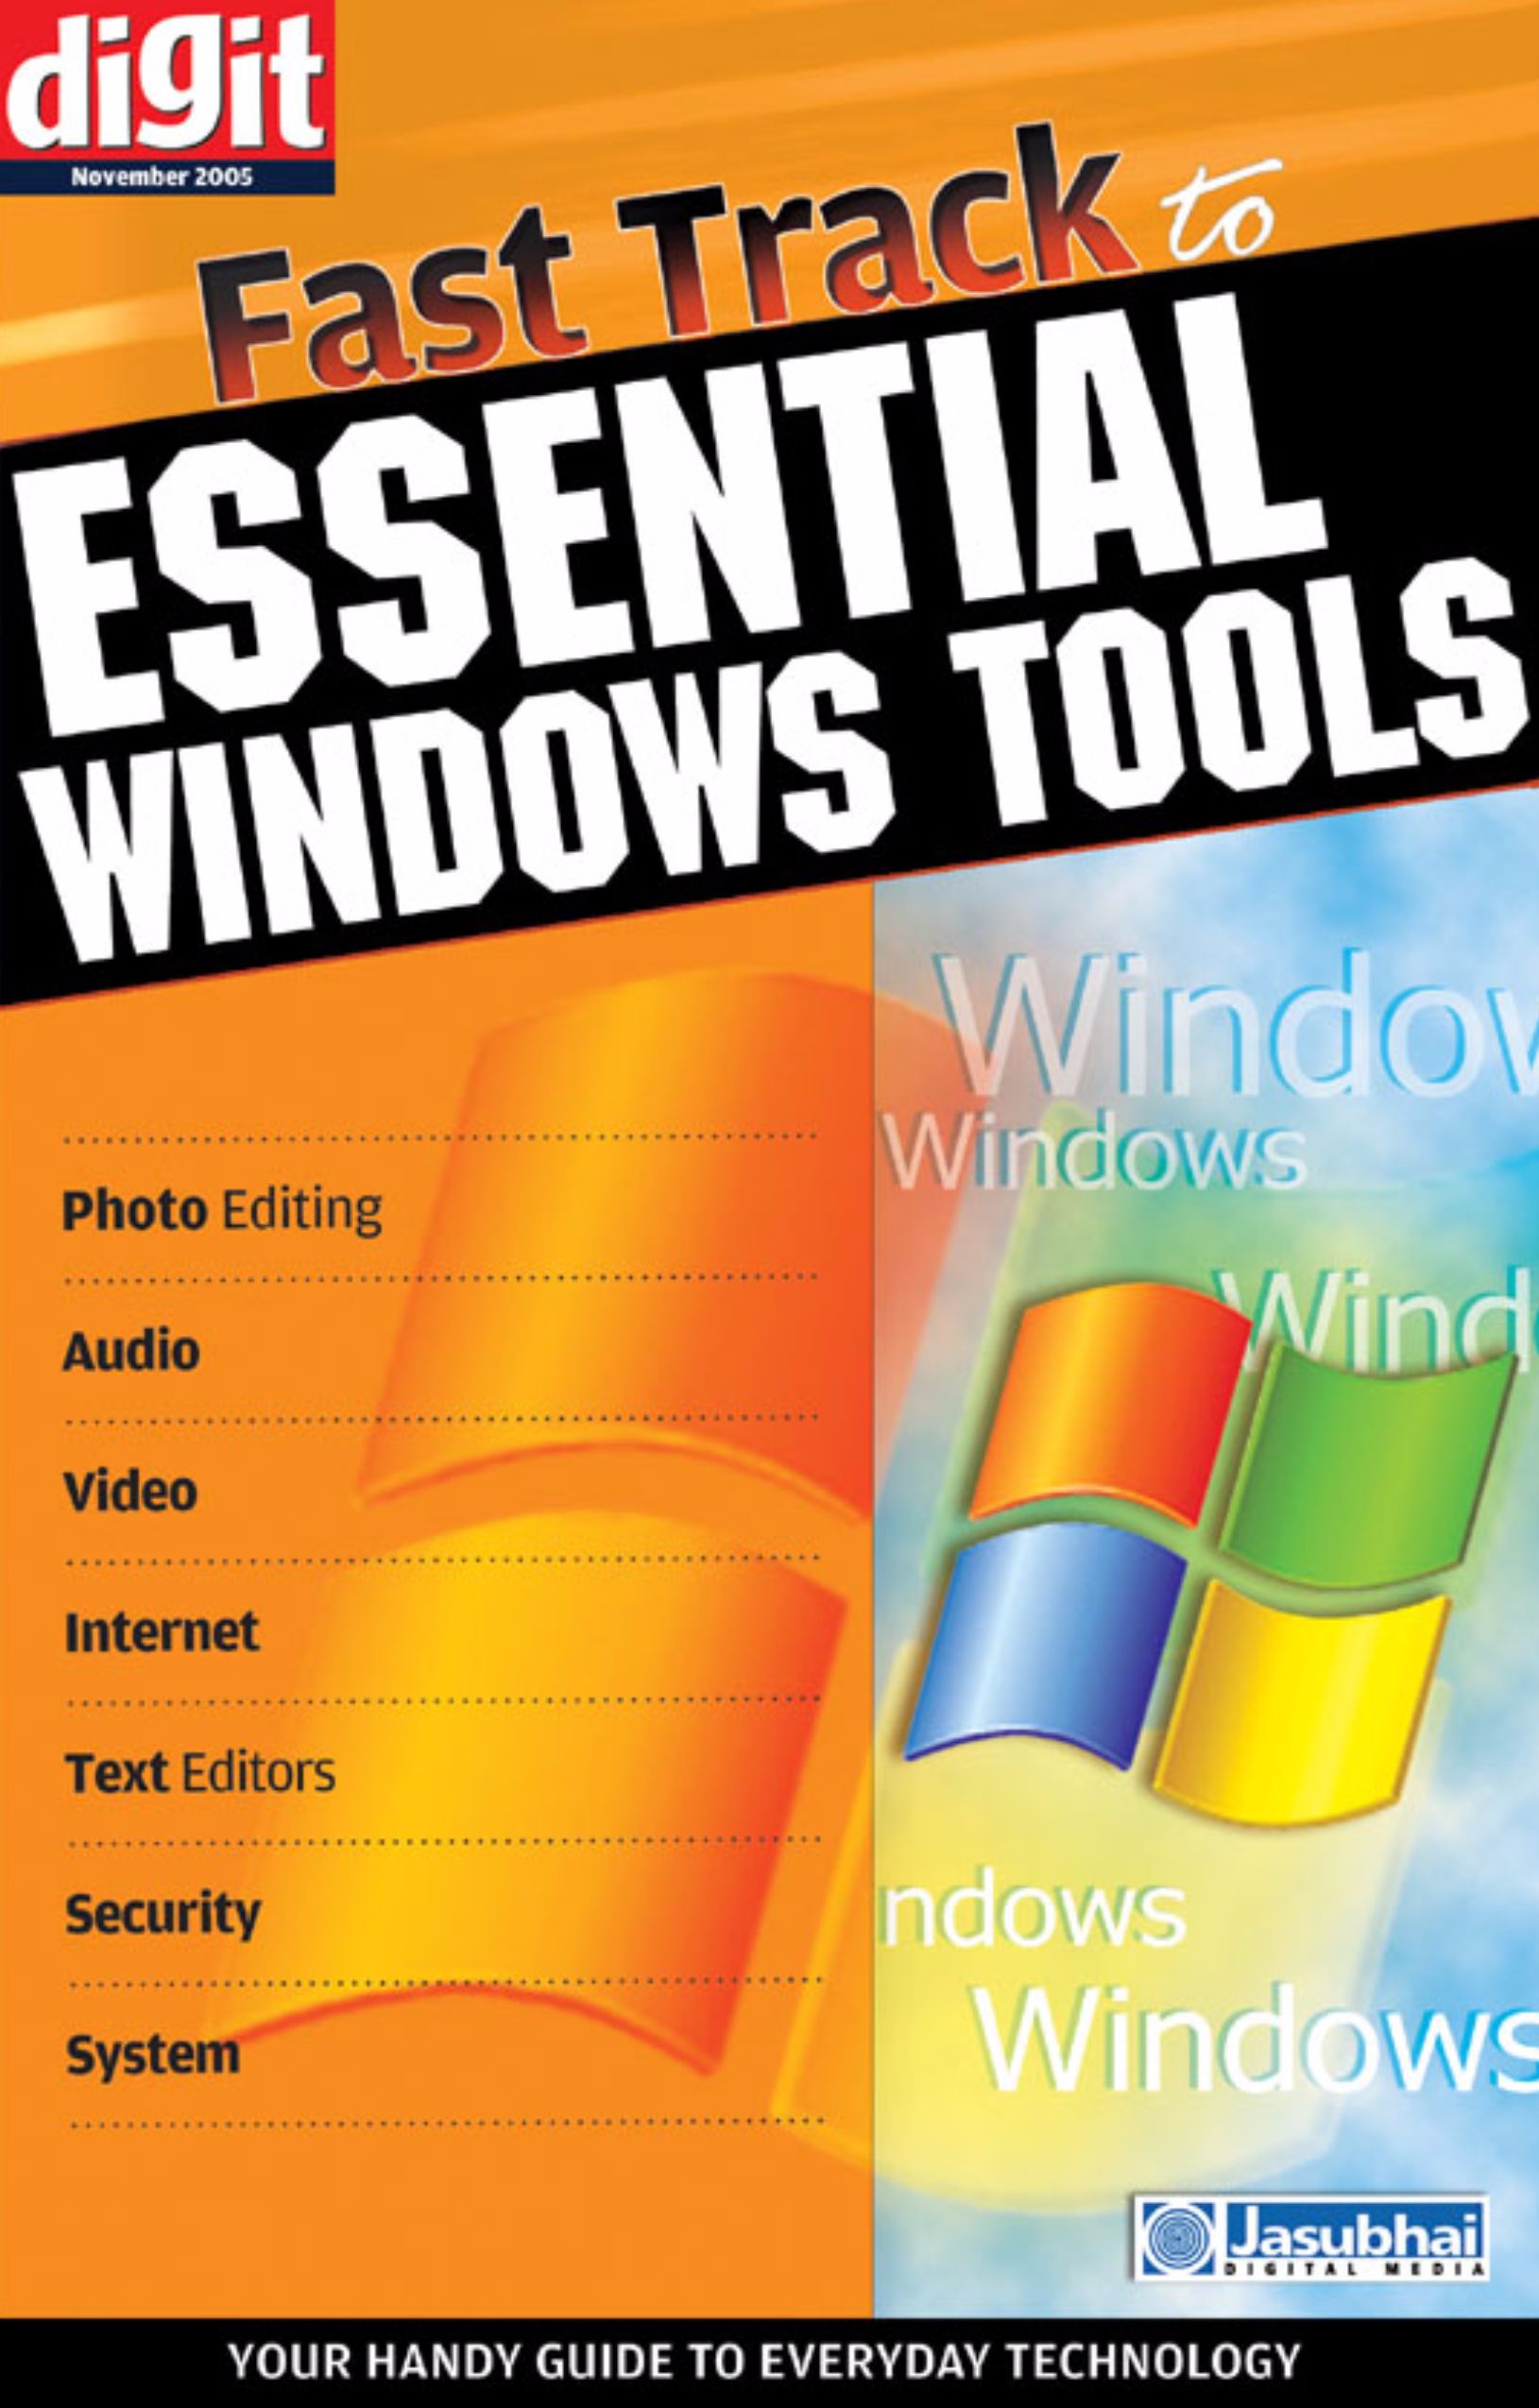 digit
November 2005
Fast Track to
ESSENTIAL
WINDOWS TOOLS
Photo Editing
Audio
Video
Internet
Text Editors
Security
System
Window
Windows
Wind
ndows
Windows
Jasubhai
DIGITAL MEDIA
YOUR HANDY GUIDE TO EVERYDAY TECHNOLOGY